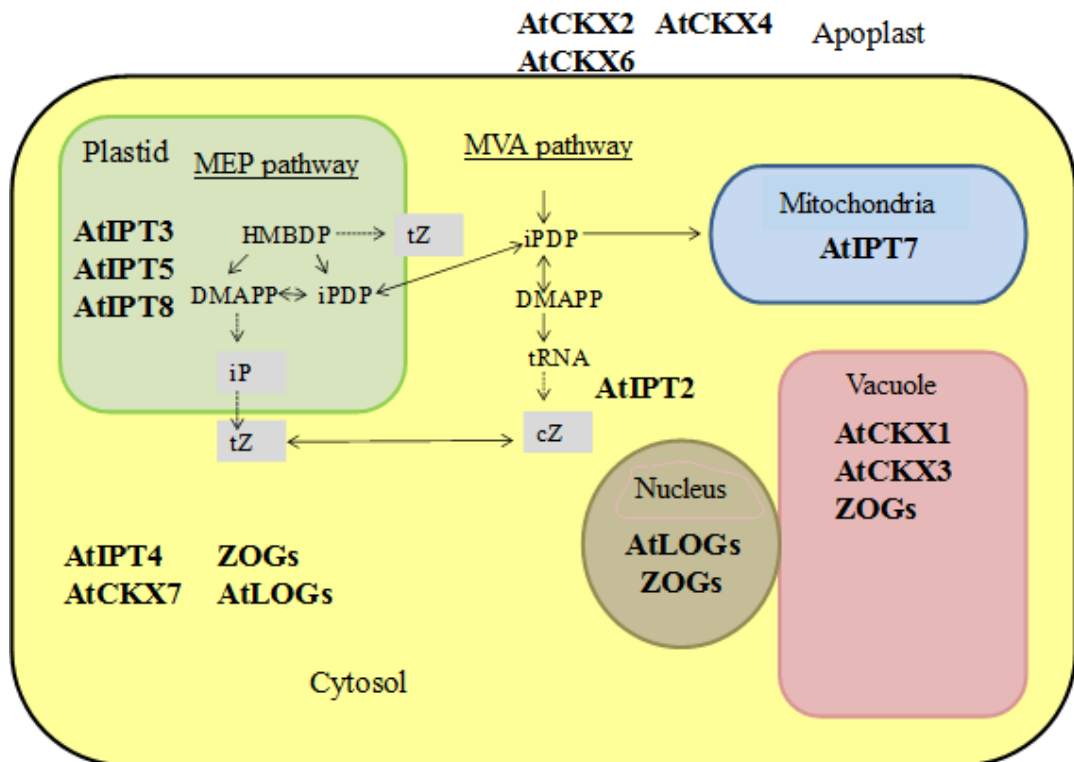 AtCKX2 AtCKX4 Apoplast
AtCKX6
Plastid
MEP pathway
MVA pathway
AtIPT3
AtIPT5
AtIPT8
HMBDP
tZ
DMAPP
iPDP
iP
tZ
iPDP
DMAPP
tRNA
AtIPT2
cZ
Mitochondria
AtIPT7
Vacuole
AtCKX1
AtCKX3
ZOGs
Nucleus
AtLOGs
ZOGs
AtIPT4 ZOGs
AtCKX7 AtLOGs
Cytosol